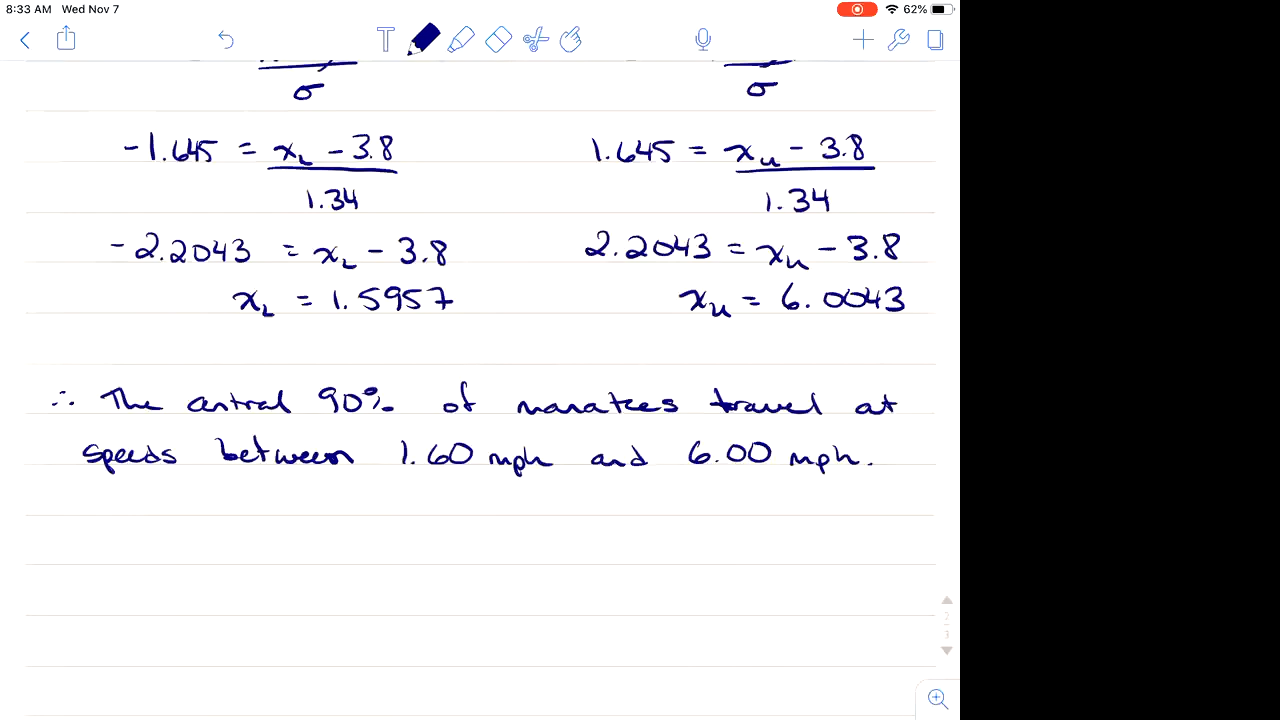 8:33 AM Wed Nov 7 62%
T
σ σ
-1.645 = x_L - 3.8 1.645 = x_u - 3.8
1.34 1.34
-2.2043 = x_L - 3.8 2.2043 = x_u - 3.8
x_L = 1.5957 x_u = 6.0043
∴ The central 90% of manatees travel at
speeds between 1.60 mph and 6.00 mph.
2
3